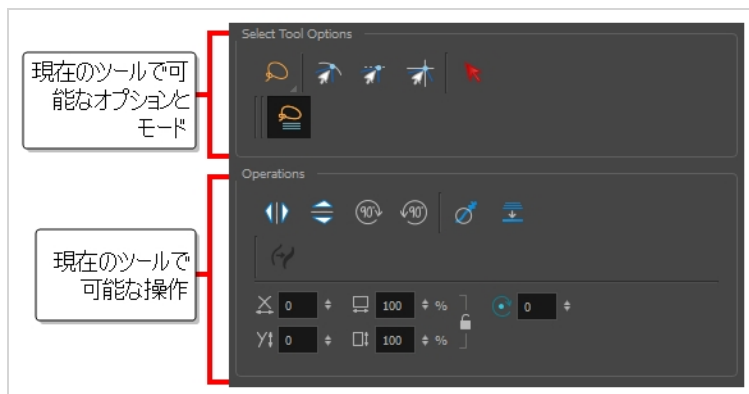 Select Tool Options
現在のツールで可
能なオプションと
モード
Operations
90° 90°
現在のツールで
可能な操作
X 0 100 % 0
Y 0 100 %